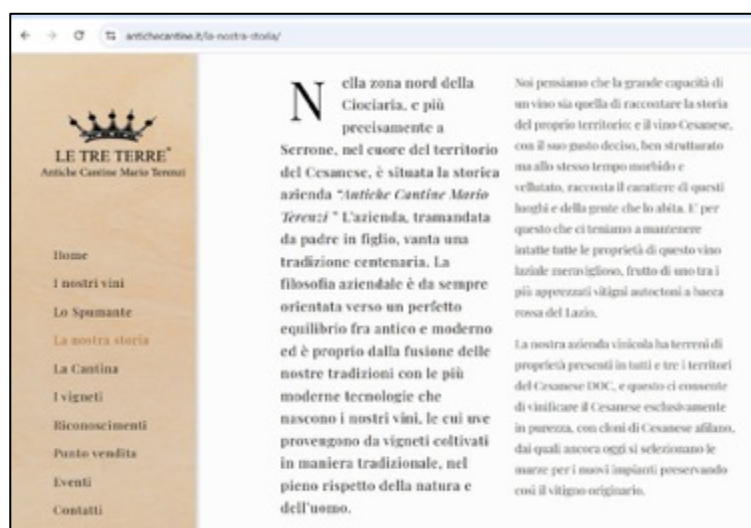 antichecantine.it/la-nostra-storia/
LE TRE TERRE®
Antiche Cantine Mario Terenzi
Home
I nostri vini
Lo Spumante
La nostra storia
La Cantina
I vigneti
Riconoscimenti
Punto vendita
Eventi
Contatti
Nella zona nord della
Ciociaria, e più
precisamente a
Serrone, nel cuore del territorio
del Cesanese, è situata la storica
azienda “Antiche Cantine Mario
Terenzi ” L'azienda, tramandata
da padre in figlio, vanta una
tradizione centenaria. La
filosofia aziendale è da sempre
orientata verso un perfetto
equilibrio fra antico e moderno
ed è proprio dalla fusione delle
nostre tradizioni con le più
moderne tecnologie che
nascono i nostri vini, le cui uve
provengono da vigneti coltivati
in maniera tradizionale, nel
pieno rispetto della natura e
dell'uomo.
Noi pensiamo che la grande capacità di
un vino sia quella di raccontare la storia
del proprio territorio: e il vino Cesanese,
con il suo gusto deciso, ben strutturato
ma allo stesso tempo morbido e
vellutato, racconta il carattere di questi
luoghi e della gente che lo abita. E' per
questo che ci teniamo a mantenere
intatte tutte le proprietà di questo vino
laziale meraviglioso, frutto di uno tra i
più apprezzati vitigni autoctoni a bacca
rossa del Lazio.
La nostra azienda vinicola ha terreni di
proprietà presenti in tutti e tre i territori
del Cesanese DOC, e questo ci consente
di vinificare il Cesanese esclusivamente
in purezza, con cloni di Cesanese affilano,
dai quali ancora oggi si selezionano le
marze per i nuovi impianti preservando
così il vitigno originario.